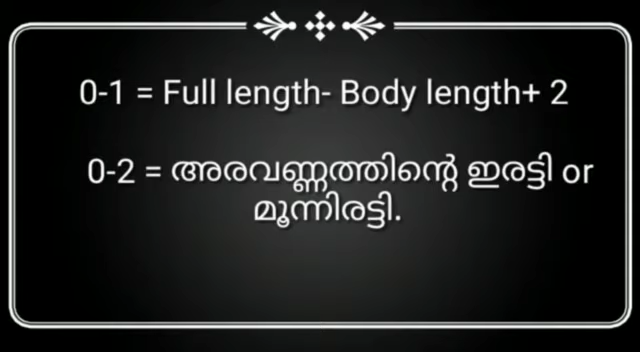 0-1 = Full length- Body length+ 2
0-2 = അരവണ്ണത്തിന്റെ ഇരട്ടി or
മൂന്നിരട്ടി.